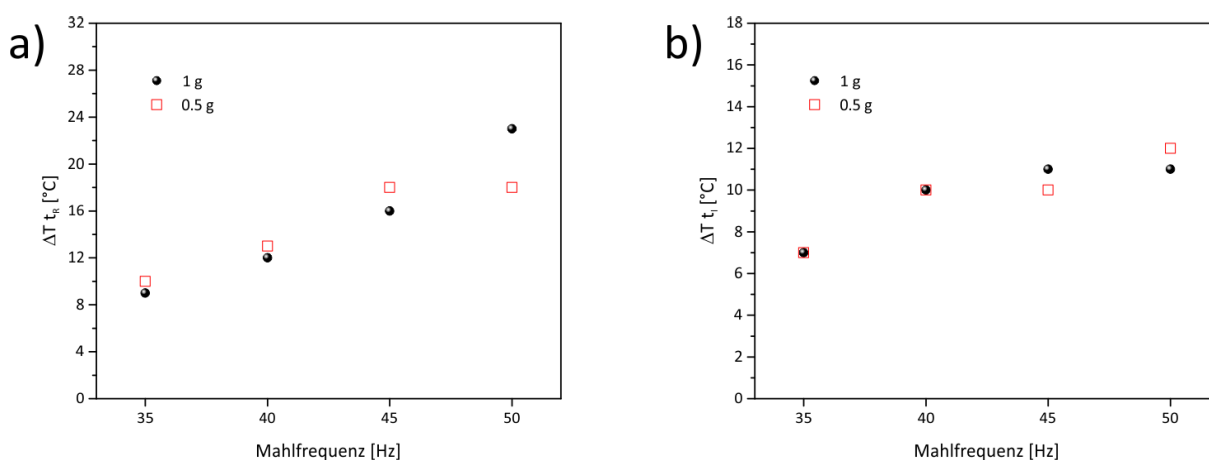 a)
32
28
24
20
16
12
8
4
0
ΔT t_R [°C]
1 g
0.5 g
35 40 45 50
Mahlfrequenz [Hz]
b)
18
16
14
12
10
8
6
4
2
0
ΔT t_I [°C]
1 g
0.5 g
35 40 45 50
Mahlfrequenz [Hz]